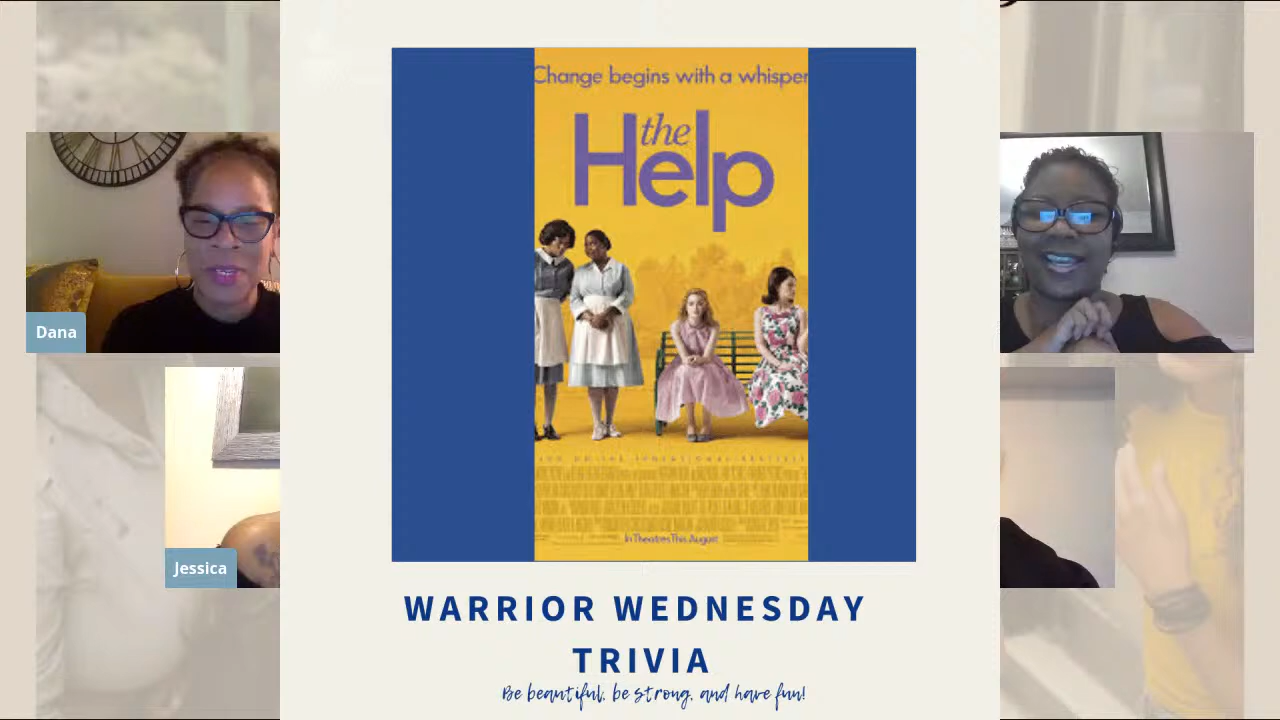 Change begins with a whisper
the
Help
In Theatres This August
Dana
Jessica
WARRIOR WEDNESDAY
TRIVIA
Be beautiful, be strong, and have fun!